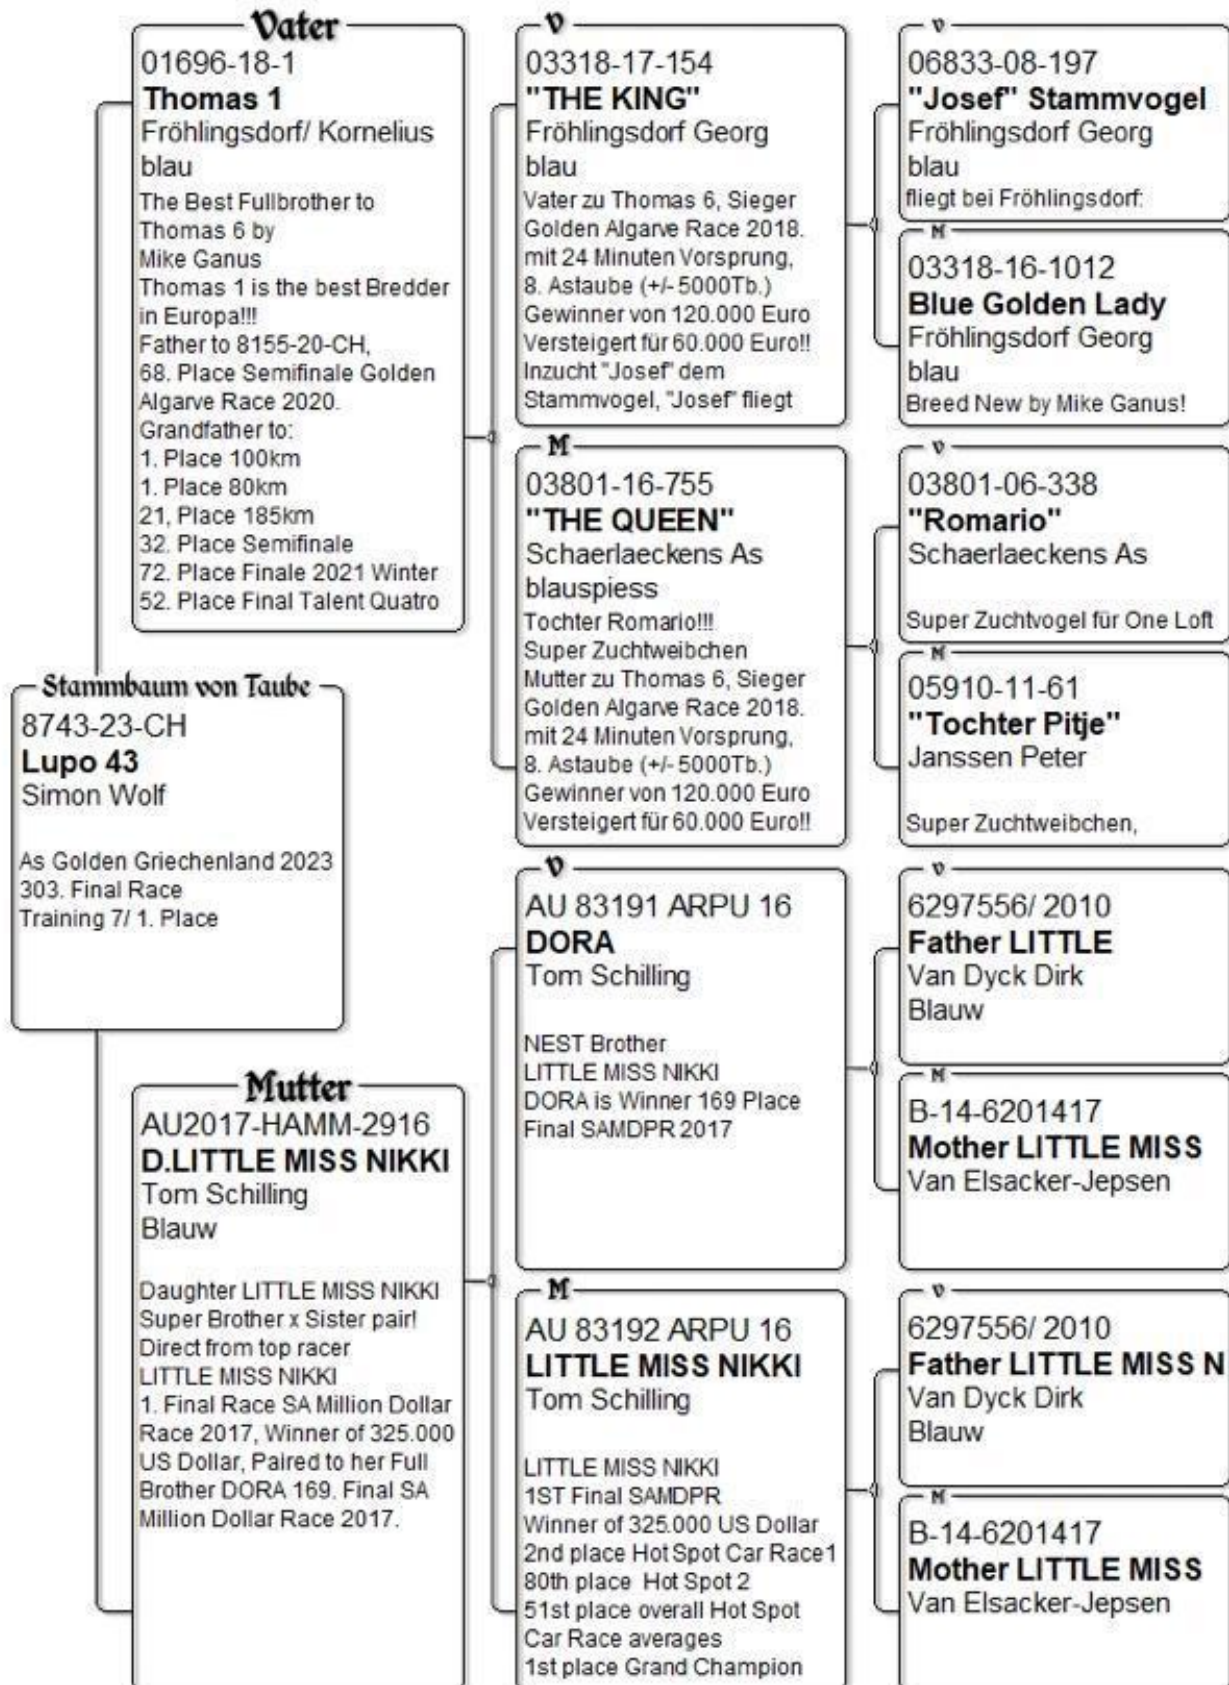 Vater
01696-18-1
Thomas 1
Fröhlingsdorf/ Kornelius
blau
The Best Fullbrother to
Thomas 6 by
Mike Ganus
Thomas 1 is the best Bredder
in Europa!!!
Father to 8155-20-CH,
68. Place Semifinale Golden
Algarve Race 2020.
Grandfather to:
1. Place 100km
1. Place 80km
21, Place 185km
32. Place Semifinale
72. Place Finale 2021 Winter
52. Place Final Talent Quatro
Stammbaum von Taube
8743-23-CH
Lupo 43
Simon Wolf
As Golden Griechenland 2023
303. Final Race
Training 7/ 1. Place
Mutter
AU2017-HAMM-2916
D.LITTLE MISS NIKKI
Tom Schilling
Blauw
Daughter LITTLE MISS NIKKI
Super Brother x Sister pair!
Direct from top racer
LITTLE MISS NIKKI
1. Final Race SA Million Dollar
Race 2017, Winner of 325.000
US Dollar, Paired to her Full
Brother DORA 169. Final SA
Million Dollar Race 2017.
V
03318-17-154
"THE KING"
Fröhlingsdorf Georg
blau
Vater zu Thomas 6, Sieger
Golden Algarve Race 2018.
mit 24 Minuten Vorsprung,
8. Astaube (+/- 5000Tb.)
Gewinner von 120.000 Euro
Versteigert für 60.000 Euro!!
Inzucht "Josef" dem
Stammvogel, "Josef" fliegt
M
03801-16-755
"THE QUEEN"
Schaerlaeckens As
blauspiess
Tochter Romario!!!
Super Zuchtweibchen
Mutter zu Thomas 6, Sieger
Golden Algarve Race 2018.
mit 24 Minuten Vorsprung,
8. Astaube (+/- 5000Tb.)
Gewinner von 120.000 Euro
Versteigert für 60.000 Euro!!
V
AU 83191 ARPU 16
DORA
Tom Schilling
NEST Brother
LITTLE MISS NIKKI
DORA is Winner 169 Place
Final SAMDPR 2017
M
AU 83192 ARPU 16
LITTLE MISS NIKKI
Tom Schilling
LITTLE MISS NIKKI
1ST Final SAMDPR
Winner of 325.000 US Dollar
2nd place Hot Spot Car Race1
80th place Hot Spot 2
51st place overall Hot Spot
Car Race averages
1st place Grand Champion
V
06833-08-197
"Josef" Stammvogel
Fröhlingsdorf Georg
blau
fliegt bei Fröhlingsdorf:
M
03318-16-1012
Blue Golden Lady
Fröhlingsdorf Georg
blau
Breed New by Mike Ganus!
V
03801-06-338
"Romario"
Schaerlaeckens As
Super Zuchtvogel für One Loft
M
05910-11-61
"Tochter Pitje"
Janssen Peter
Super Zuchtweibchen,
V
6297556/ 2010
Father LITTLE
Van Dyck Dirk
Blauw
M
B-14-6201417
Mother LITTLE MISS
Van Elsacker-Jepsen
V
6297556/ 2010
Father LITTLE MISS N
Van Dyck Dirk
Blauw
M
B-14-6201417
Mother LITTLE MISS
Van Elsacker-Jepsen